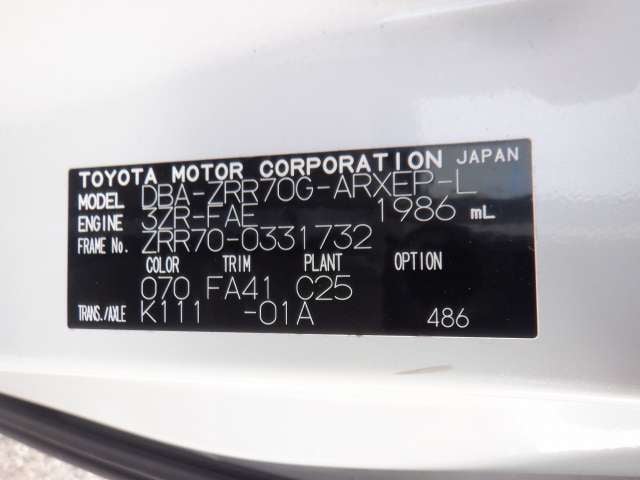 TOYOTA MOTOR CORPORATION JAPAN
MODEL DBA-ZRR70G-ARXEP-L
ENGINE 3ZR-FAE 1986 mL
FRAME No. ZRR70-0331732
COLOR TRIM PLANT OPTION
070 FA41 C25
TRANS./AXLE K111 -01A 486